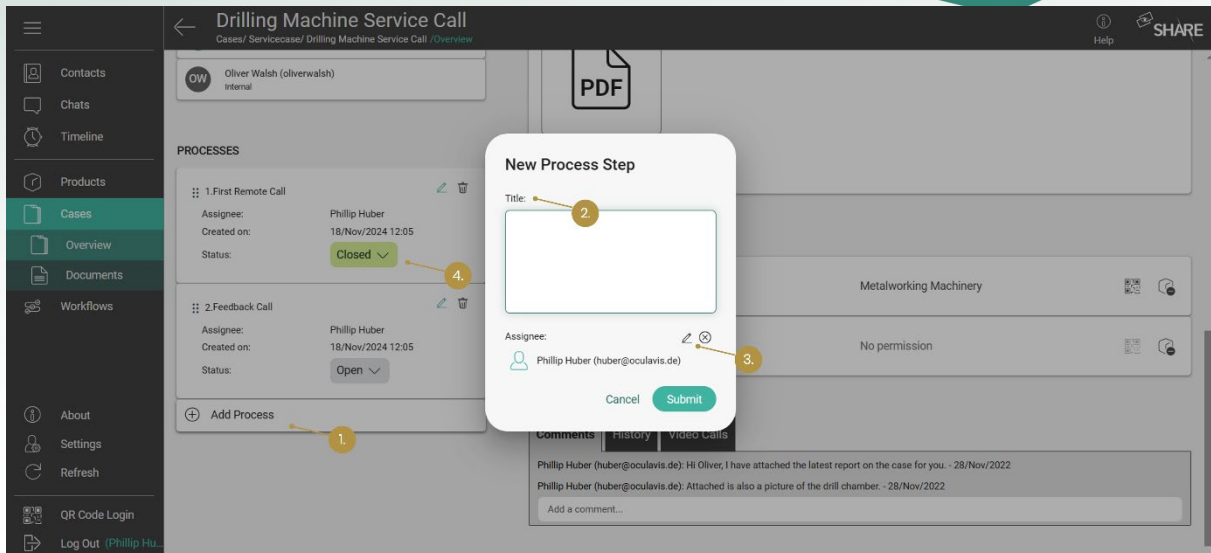 Drilling Machine Service Call
Cases/ Servicecase/ Drilling Machine Service Call /Overview
Help
SHARE
Contacts
Chats
Timeline
Products
Cases
Overview
Documents
Workflows
About
Settings
Refresh
QR Code Login
Log Out (Phillip Hu...
OW
Oliver Walsh (oliverwalsh)
Internal
PROCESSES
1.First Remote Call
Assignee: Phillip Huber
Created on: 18/Nov/2024 12:05
Status: Closed
4.
2.Feedback Call
Assignee: Phillip Huber
Created on: 18/Nov/2024 12:05
Status: Open
Add Process
1.
PDF
New Process Step
Title:
2.
Assignee:
3.
Phillip Huber (huber@oculavis.de)
Cancel Submit
Metalworking Machinery
No permission
Comments History Video Calls
Phillip Huber (huber@oculavis.de): Hi Oliver, I have attached the latest report on the case for you. - 28/Nov/2022
Phillip Huber (huber@oculavis.de): Attached is also a picture of the drill chamber. - 28/Nov/2022
Add a comment...